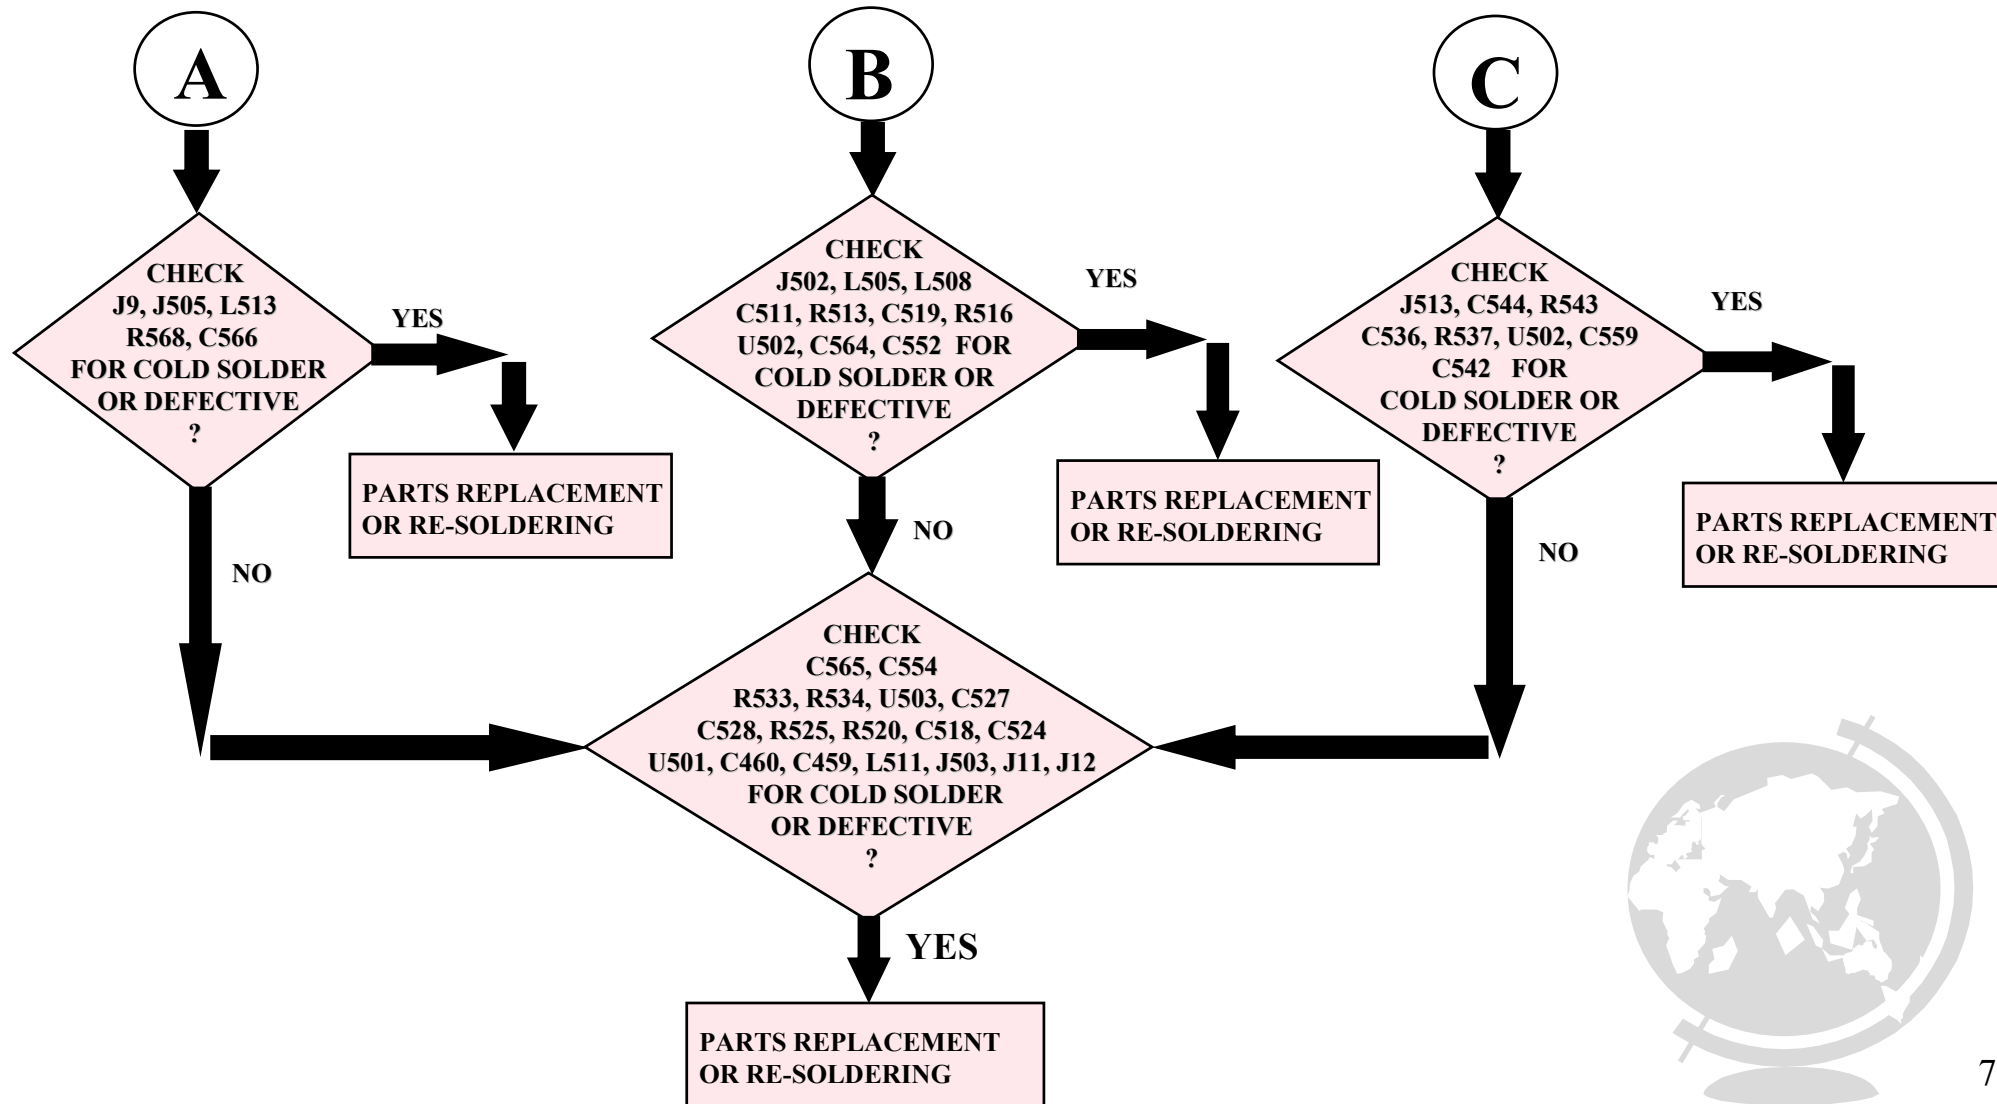 A
CHECK
J9, J505, L513
R568, C566
FOR COLD SOLDER
OR DEFECTIVE
?
YES
PARTS REPLACEMENT
OR RE-SOLDERING
NO
B
CHECK
J502, L505, L508
C511, R513, C519, R516
U502, C564, C552 FOR
COLD SOLDER OR
DEFECTIVE
?
YES
PARTS REPLACEMENT
OR RE-SOLDERING
NO
C
CHECK
J513, C544, R543
C536, R537, U502, C559
C542 FOR
COLD SOLDER OR
DEFECTIVE
?
YES
PARTS REPLACEMENT
OR RE-SOLDERING
NO
CHECK
C565, C554
R533, R534, U503, C527
C528, R525, R520, C518, C524
U501, C460, C459, L511, J503, J11, J12
FOR COLD SOLDER
OR DEFECTIVE
?
YES
PARTS REPLACEMENT
OR RE-SOLDERING
7